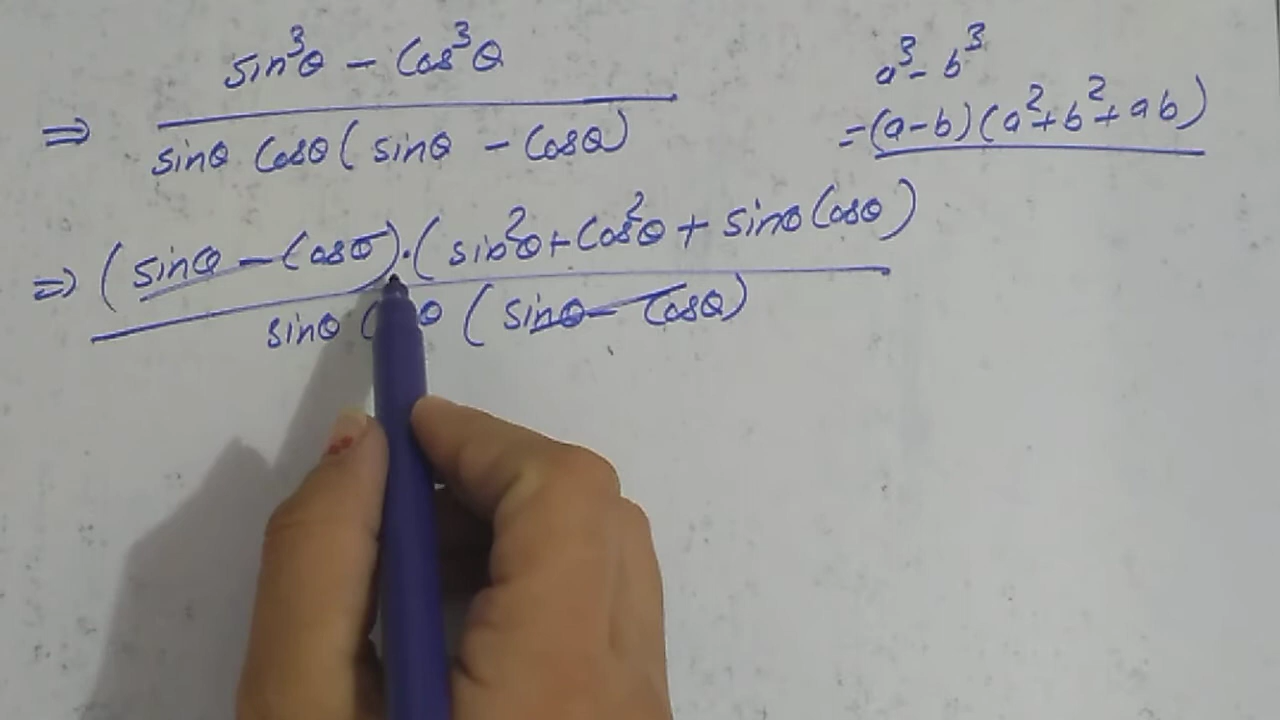 sin³θ - Cos³θ
⇒
sinθ Cosθ ( sinθ - Cosθ)
a³ - b³
= (a-b) (a²+b²+ab)
⇒ (sinθ - Cosθ).(sin²θ + Cos²θ + sinθ Cosθ)
sinθ θ (sinθ - Cosθ)